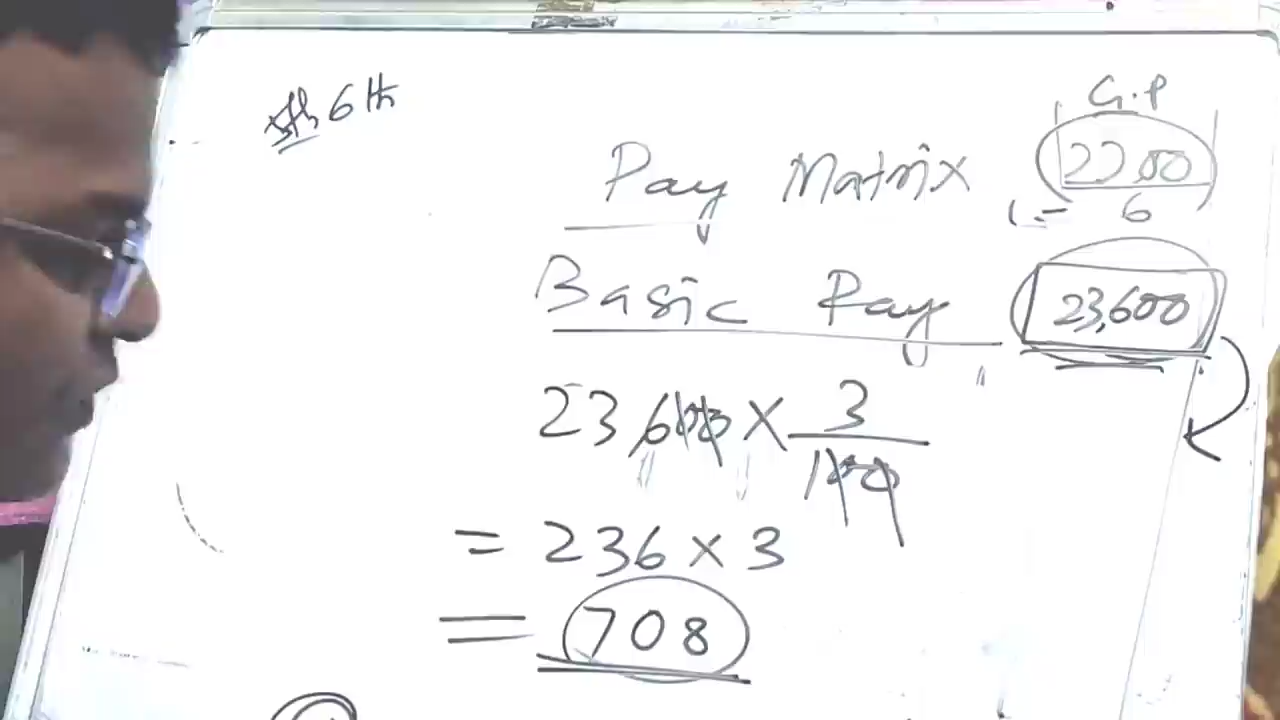 6th
G.P
Pay Matrix 2200
L= 6
Basic Pay 23,600
23,600 × 3/100
= 236 × 3
= 708